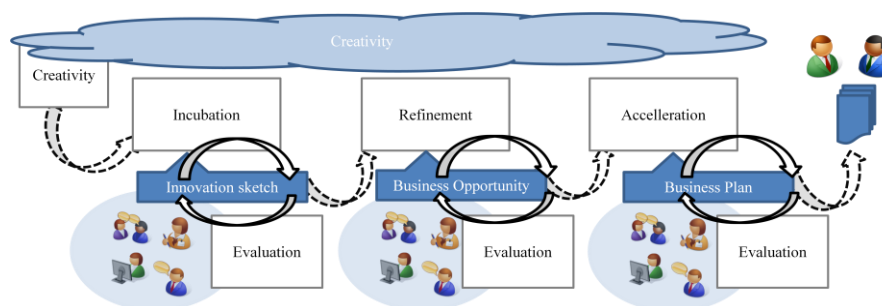 Creativity
Creativity
Incubation
Refinement
Accelleration
Innovation sketch
Business Opportunity
Business Plan
Evaluation
Evaluation
Evaluation